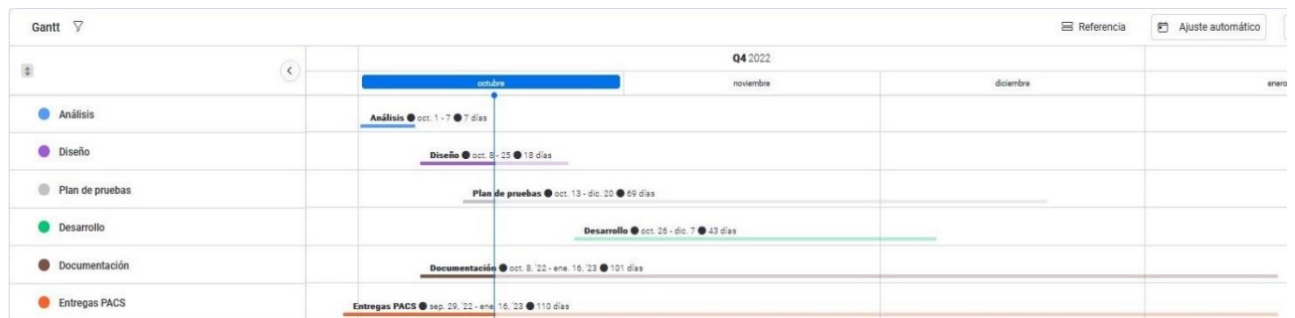 Gantt
Referencia
Ajuste automático
Q4 2022
octubre
noviembre
diciembre
enero
Análisis
Análisis ● oct. 1 - 7 ● 7 días
Diseño
Diseño ● oct. 8 - 25 ● 18 días
Plan de pruebas
Plan de pruebas ● oct. 13 - dic. 20 ● 69 días
Desarrollo
Desarrollo ● oct. 26 - dic. 7 ● 43 días
Documentación
Documentación ● oct. 8, '22 - ene. 16, '23 ● 101 días
Entregas PACS
Entregas PACS ● sep. 29, '22 - ene. 16, '23 ● 110 días